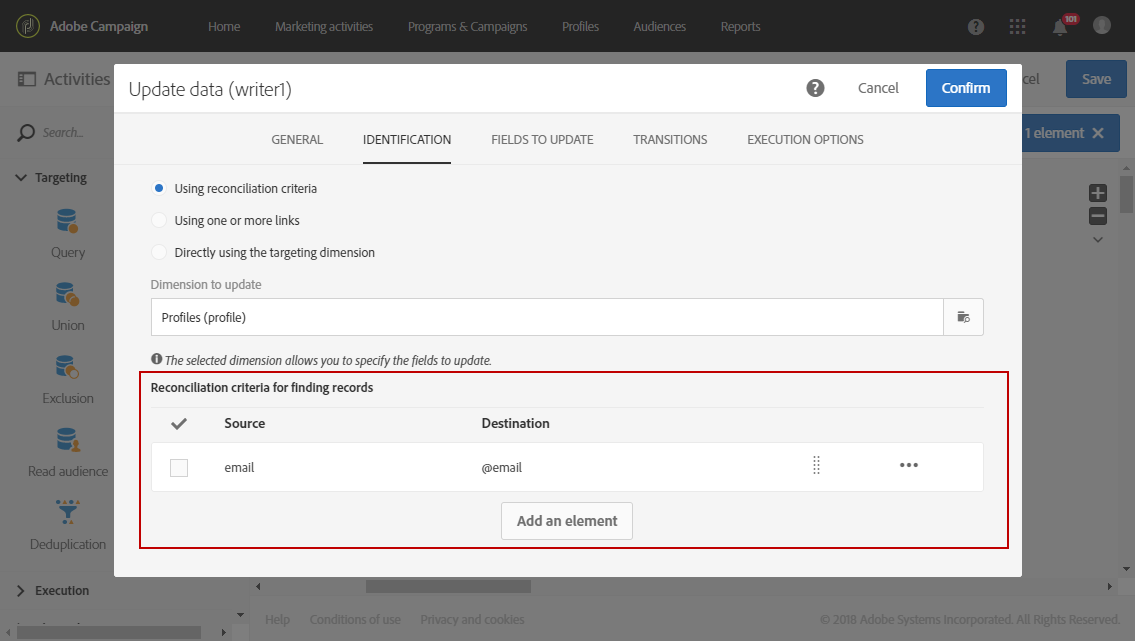 Adobe Campaign
Home
Marketing activities
Programs & Campaigns
Profiles
Audiences
Reports
?
101
Activities
cel
Save
Update data (writer1)
?
Cancel
Confirm
Search...
1 element
GENERAL
IDENTIFICATION
FIELDS TO UPDATE
TRANSITIONS
EXECUTION OPTIONS
Targeting
Query
Union
Exclusion
Read audience
Deduplication
Execution
Using reconciliation criteria
Using one or more links
Directly using the targeting dimension
Dimension to update
Profiles (profile)
The selected dimension allows you to specify the fields to update.
Reconciliation criteria for finding records
Source
Destination
email
@email
Add an element
Help
Conditions of use
Privacy and cookies
© 2018 Adobe Systems Incorporated. All Rights Reserved.